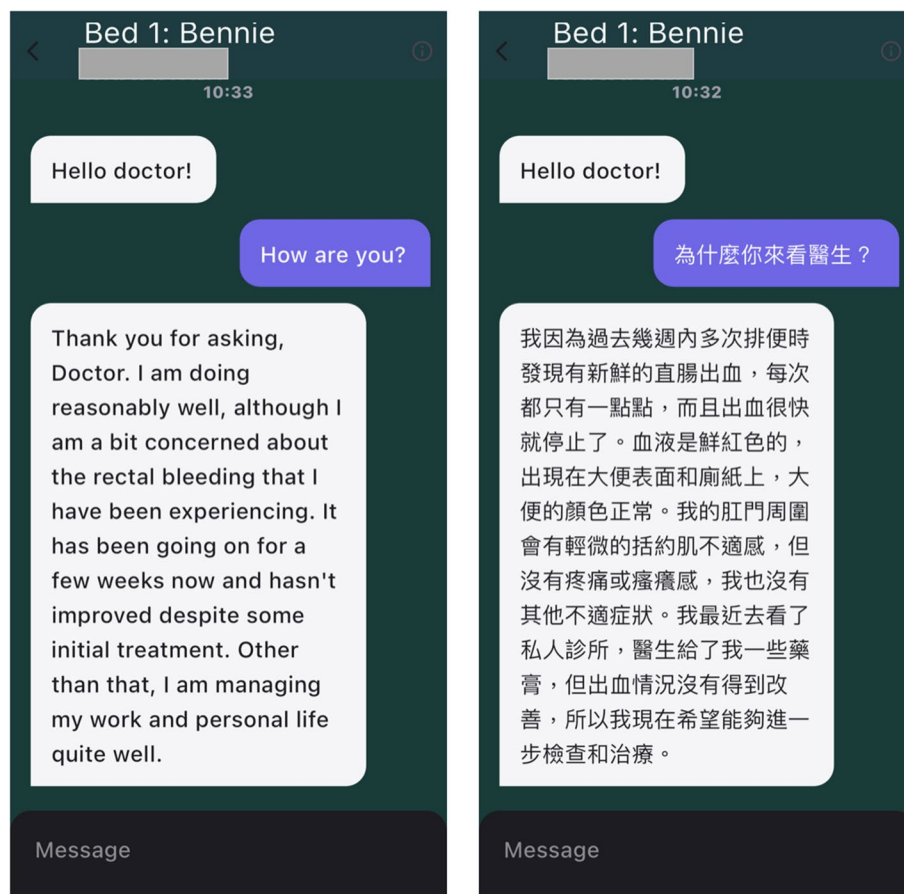 Bed 1: Bennie
10:33
Hello doctor!
How are you?
Thank you for asking,
Doctor. I am doing
reasonably well, although I
am a bit concerned about
the rectal bleeding that I
have been experiencing. It
has been going on for a
few weeks now and hasn't
improved despite some
initial treatment. Other
than that, I am managing
my work and personal life
quite well.
Message
Bed 1: Bennie
10:32
Hello doctor!
為什麼你來看醫生？
我因為過去幾週內多次排便時
發現有新鮮的直腸出血，每次
都只有一點點，而且出血很快
就停止了。血液是鮮紅色的，
出現在大便表面和廁紙上，大
便的顏色正常。我的肛門周圍
會有輕微的括約肌不適感，但
沒有疼痛或瘙癢感，我也沒有
其他不適症狀。我最近去看了
私人診所，醫生給了我一些藥
膏，但出血情況沒有得到改
善，所以我現在希望能夠進一
步檢查和治療。
Message